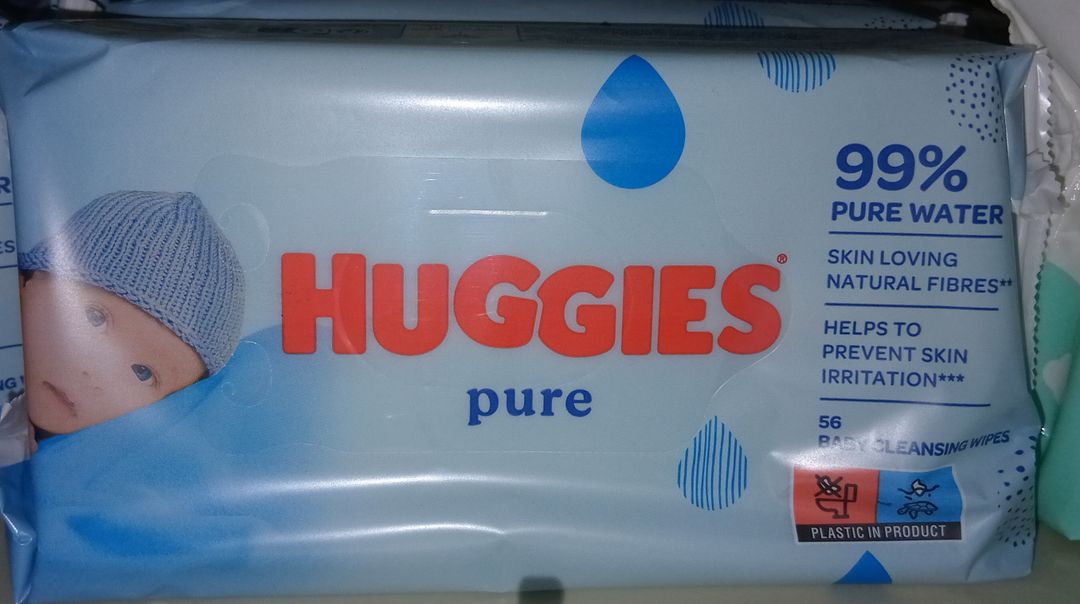 HUGGIES®
pure
99%
PURE WATER
SKIN LOVING
NATURAL FIBRES**
HELPS TO
PREVENT SKIN
IRRITATION***
56
BABY CLEANSING WIPES
PLASTIC IN PRODUCT